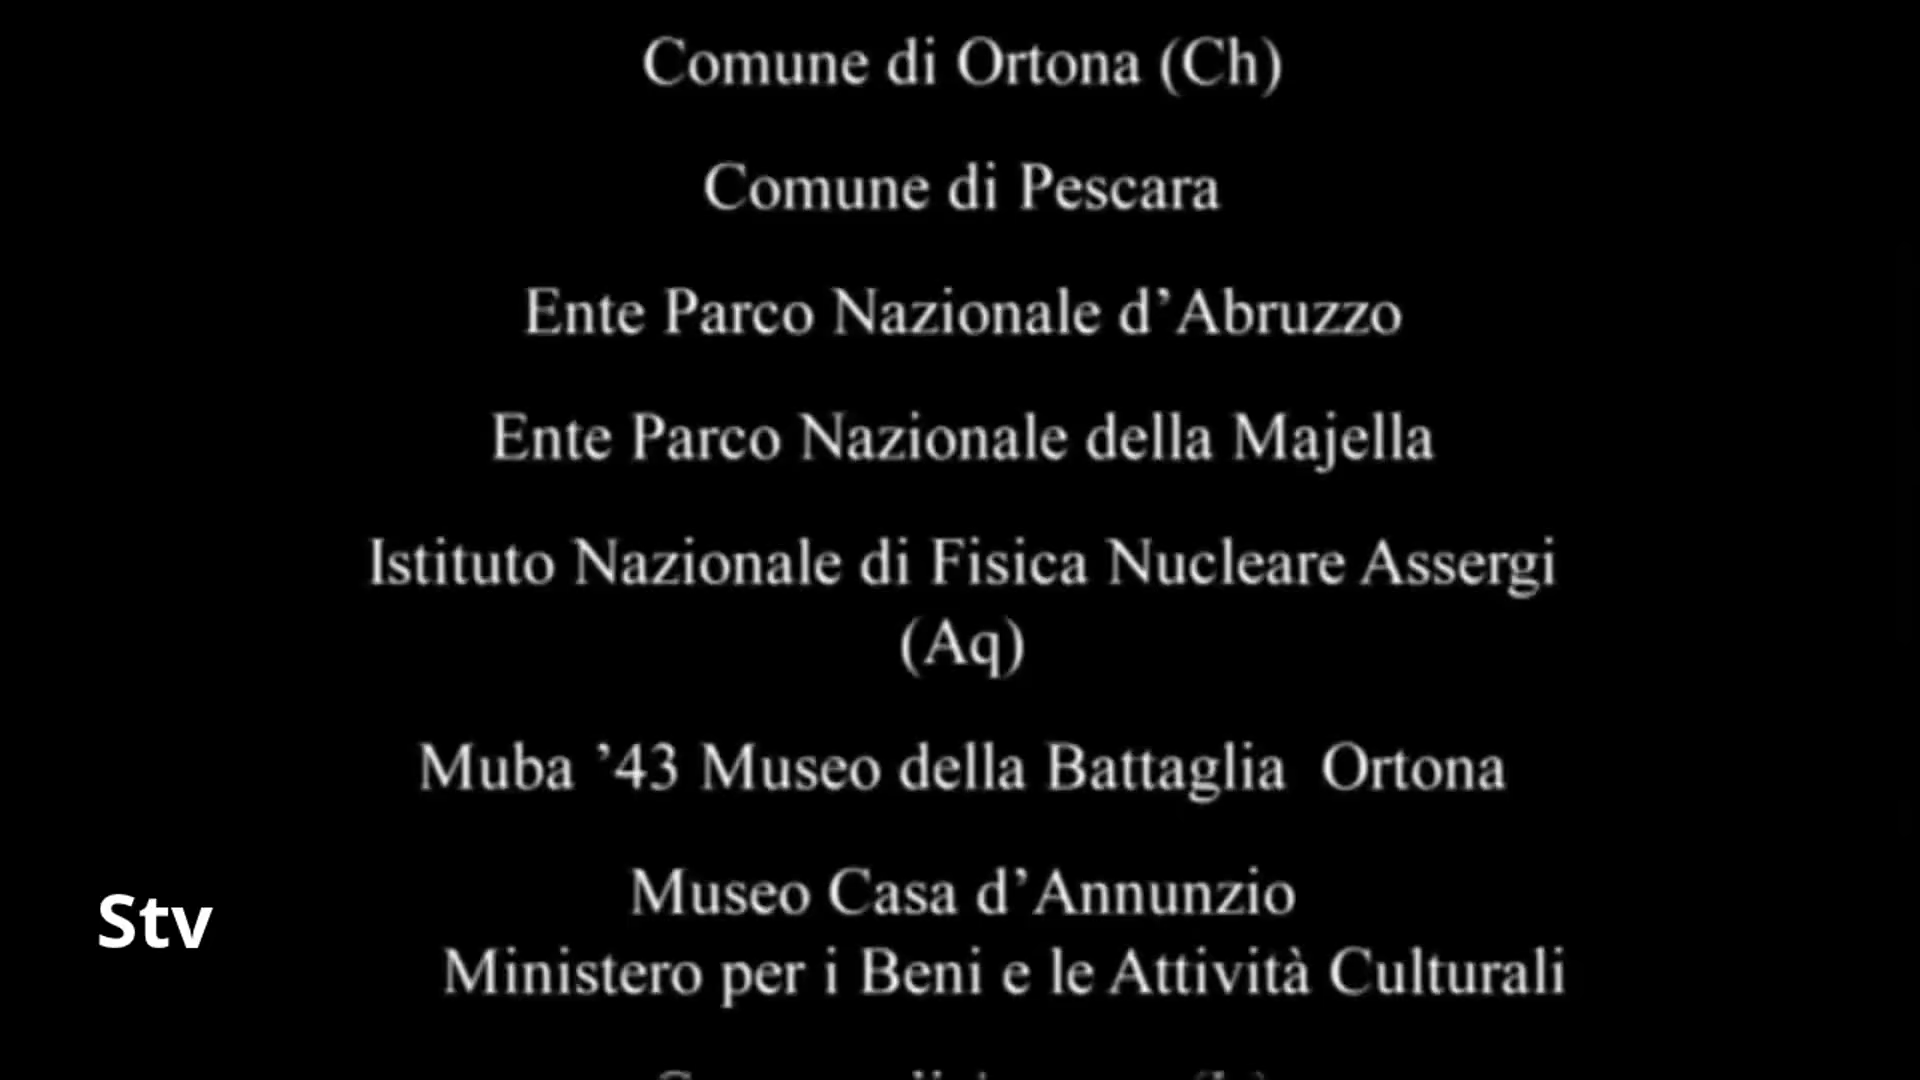 Comune di Ortona (Ch)
Comune di Pescara
Ente Parco Nazionale d’Abruzzo
Ente Parco Nazionale della Majella
Istituto Nazionale di Fisica Nucleare Assergi
(Aq)
Muba ’43 Museo della Battaglia  Ortona
Museo Casa d’Annunzio
Stv
Ministero per i Beni e le Attività Culturali